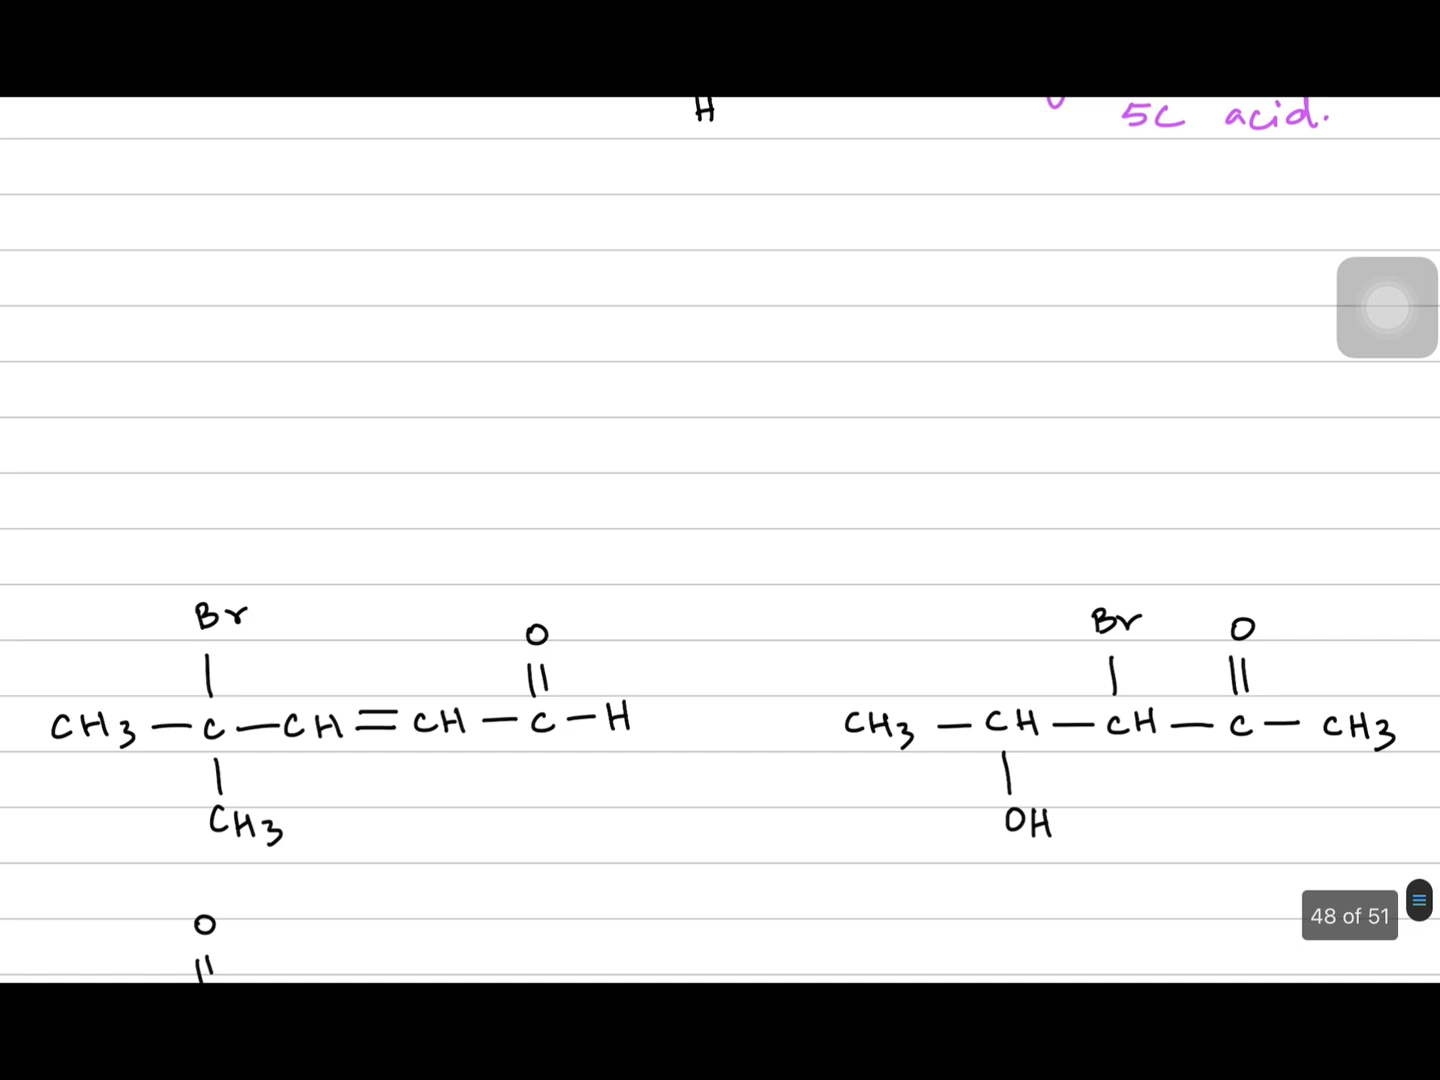 H
5C acid.
Br O
CH3 — C — CH = CH — C — H
CH3
Br O
CH3 — CH — CH — C — CH3
OH
O
48 of 51